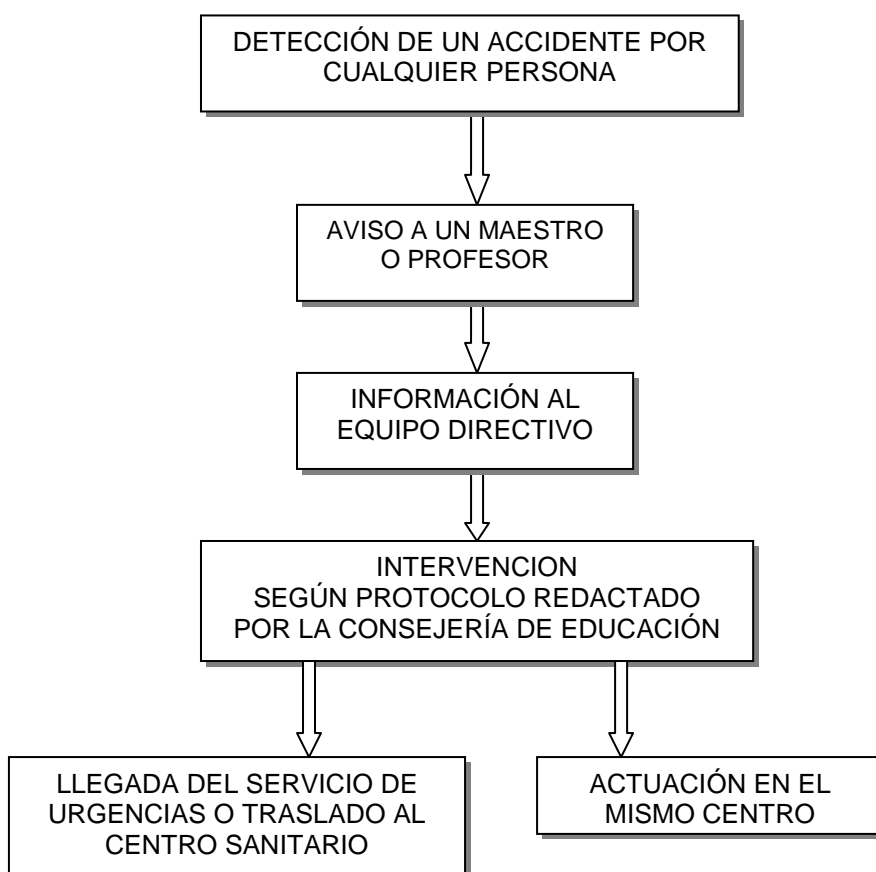 DETECCIÓN DE UN ACCIDENTE POR
CUALQUIER PERSONA
AVISO A UN MAESTRO
O PROFESOR
INFORMACIÓN AL
EQUIPO DIRECTIVO
INTERVENCION
SEGÚN PROTOCOLO REDACTADO
POR LA CONSEJERÍA DE EDUCACIÓN
LLEGADA DEL SERVICIO DE
URGENCIAS O TRASLADO AL
CENTRO SANITARIO
ACTUACIÓN EN EL
MISMO CENTRO